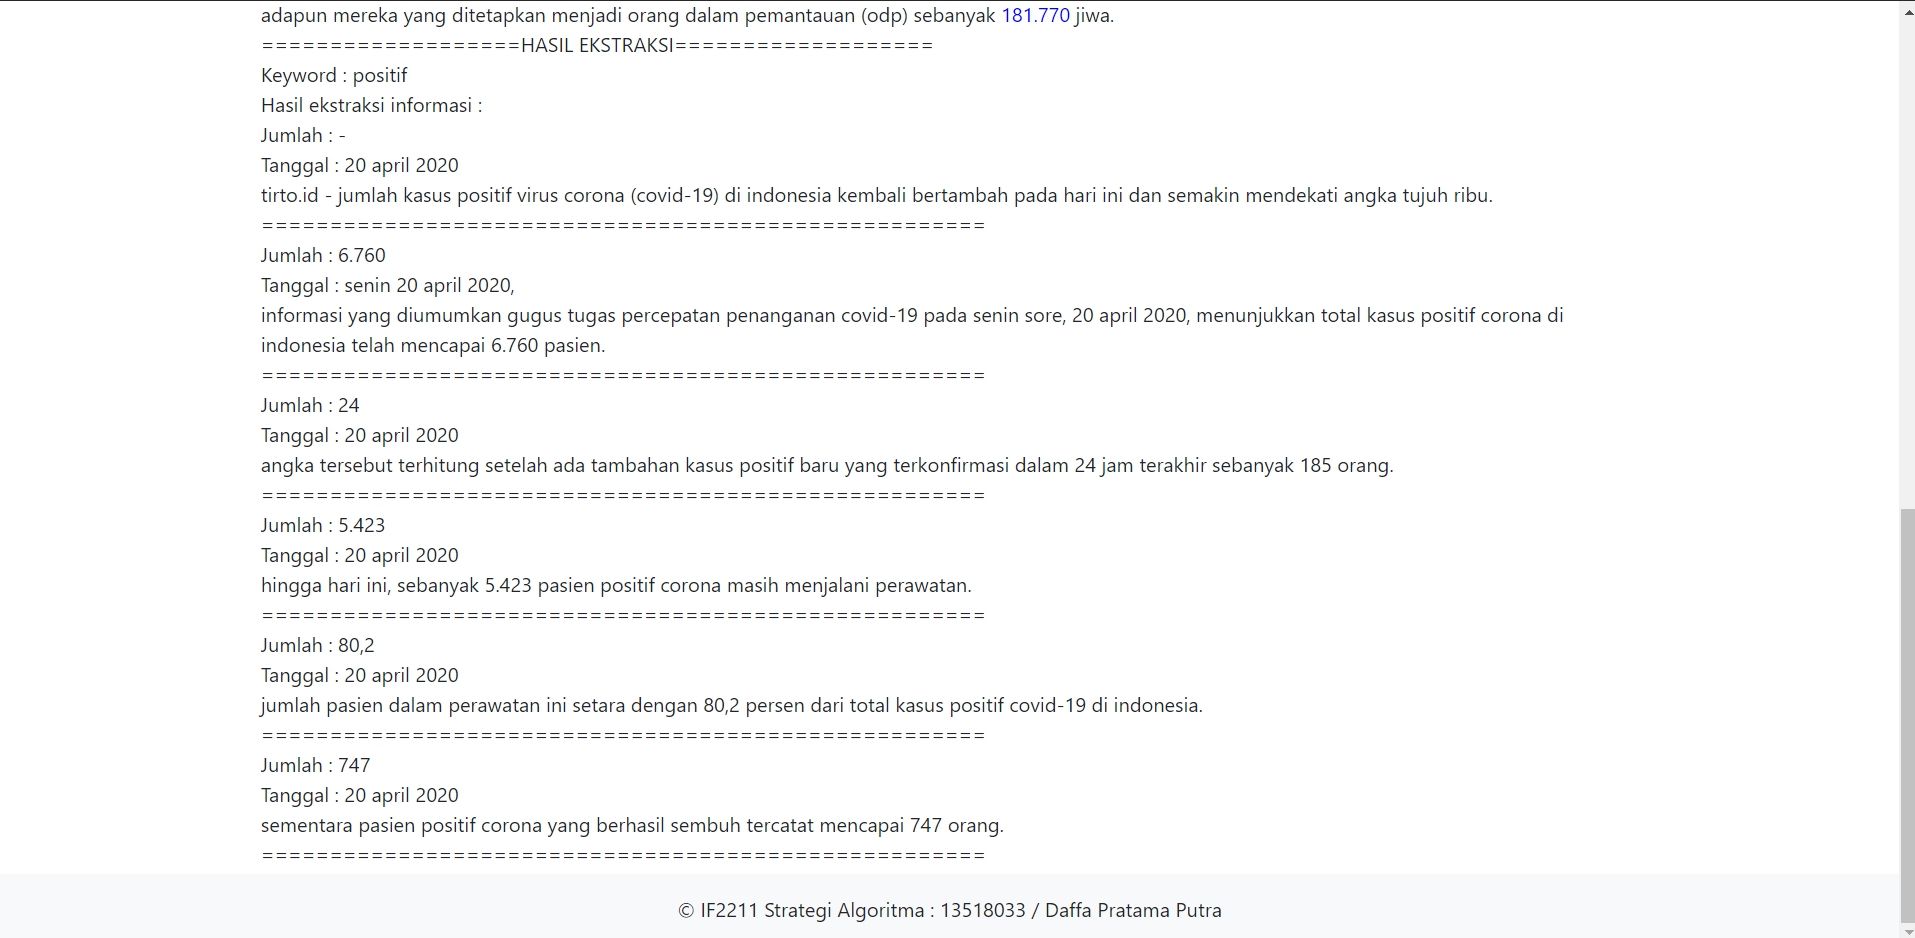 adapun mereka yang ditetapkan menjadi orang dalam pemantauan (odp) sebanyak 181.770 jiwa.
===================HASIL EKSTRAKSI===================
Keyword : positif
Hasil ekstraksi informasi :
Jumlah : -
Tanggal : 20 april 2020
tirto.id - jumlah kasus positif virus corona (covid-19) di indonesia kembali bertambah pada hari ini dan semakin mendekati angka tujuh ribu.
=====================================================
Jumlah : 6.760
Tanggal : senin 20 april 2020,
informasi yang diumumkan gugus tugas percepatan penanganan covid-19 pada senin sore, 20 april 2020, menunjukkan total kasus positif corona di
indonesia telah mencapai 6.760 pasien.
=====================================================
Jumlah : 24
Tanggal : 20 april 2020
angka tersebut terhitung setelah ada tambahan kasus positif baru yang terkonfirmasi dalam 24 jam terakhir sebanyak 185 orang.
=====================================================
Jumlah : 5.423
Tanggal : 20 april 2020
hingga hari ini, sebanyak 5.423 pasien positif corona masih menjalani perawatan.
=====================================================
Jumlah : 80,2
Tanggal : 20 april 2020
jumlah pasien dalam perawatan ini setara dengan 80,2 persen dari total kasus positif covid-19 di indonesia.
=====================================================
Jumlah : 747
Tanggal : 20 april 2020
sementara pasien positif corona yang berhasil sembuh tercatat mencapai 747 orang.
=====================================================
© IF2211 Strategi Algoritma : 13518033 / Daffa Pratama Putra